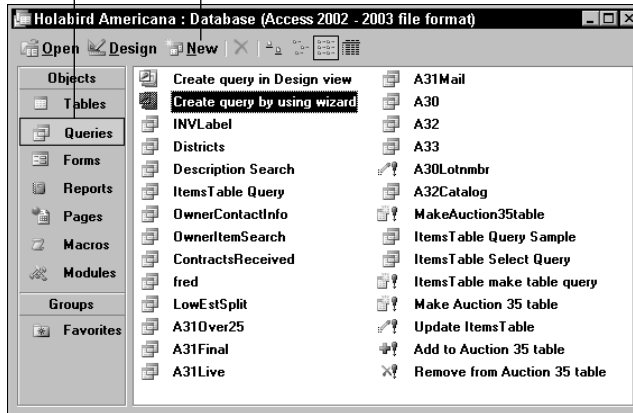 Holabird Americana : Database (Access 2002 - 2003 file format)
Open Design New
Objects
Tables
Queries
Forms
Reports
Pages
Macros
Modules
Groups
Favorites
Create query in Design view
Create query by using wizard
INVLabel
Districts
Description Search
ItemsTable Query
OwnerContactInfo
OwnerItemSearch
ContractsReceived
fred
LowEstSplit
A31Over25
A31Final
A31Live
A31Mail
A30
A32
A33
A30Lotnmbr
A32Catalog
MakeAuction35table
ItemsTable Query Sample
ItemsTable Select Query
ItemsTable make table query
Make Auction 35 table
Update ItemsTable
Add to Auction 35 table
Remove from Auction 35 table